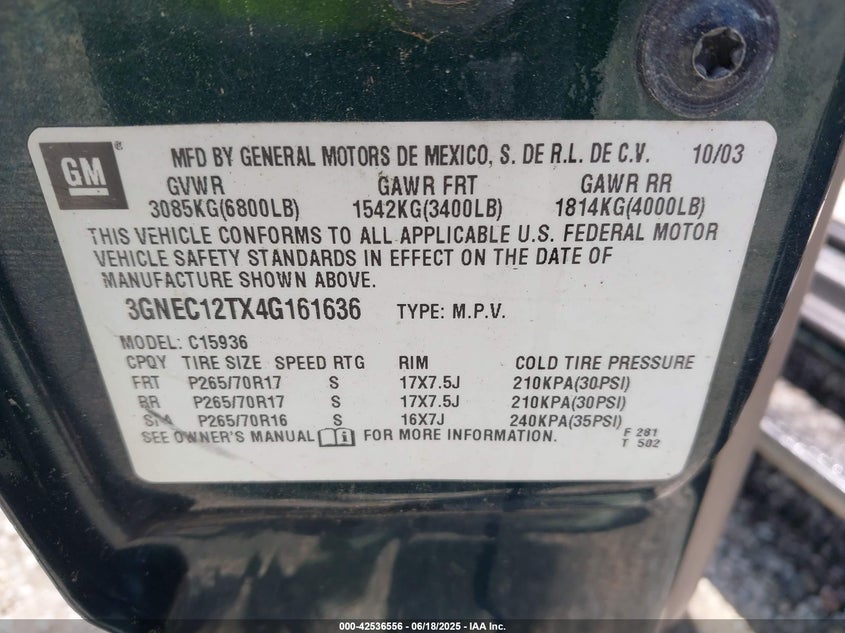 GM
MFD BY GENERAL MOTORS DE MEXICO, S. DE R.L. DE C.V. 10/03
GVWR GAWR FRT GAWR RR
3085KG(6800LB) 1542KG(3400LB) 1814KG(4000LB)
THIS VEHICLE CONFORMS TO ALL APPLICABLE U.S. FEDERAL MOTOR
VEHICLE SAFETY STANDARDS IN EFFECT ON THE DATE OF
MANUFACTURE SHOWN ABOVE.
3GNEC12TX4G161636 TYPE: M.P.V.
MODEL: C15936
CPQY TIRE SIZE SPEED RTG RIM COLD TIRE PRESSURE
FRT P265/70R17 S 17X7.5J 210KPA(30PSI)
RR P265/70R17 S 17X7.5J 210KPA(30PSI)
P265/70R16 S 16X7J 240KPA(35PSI)
SEE OWNER'S MANUAL FOR MORE INFORMATION.
F 281
T 502
000-42536556 - 06/18/2025 - IAA Inc.